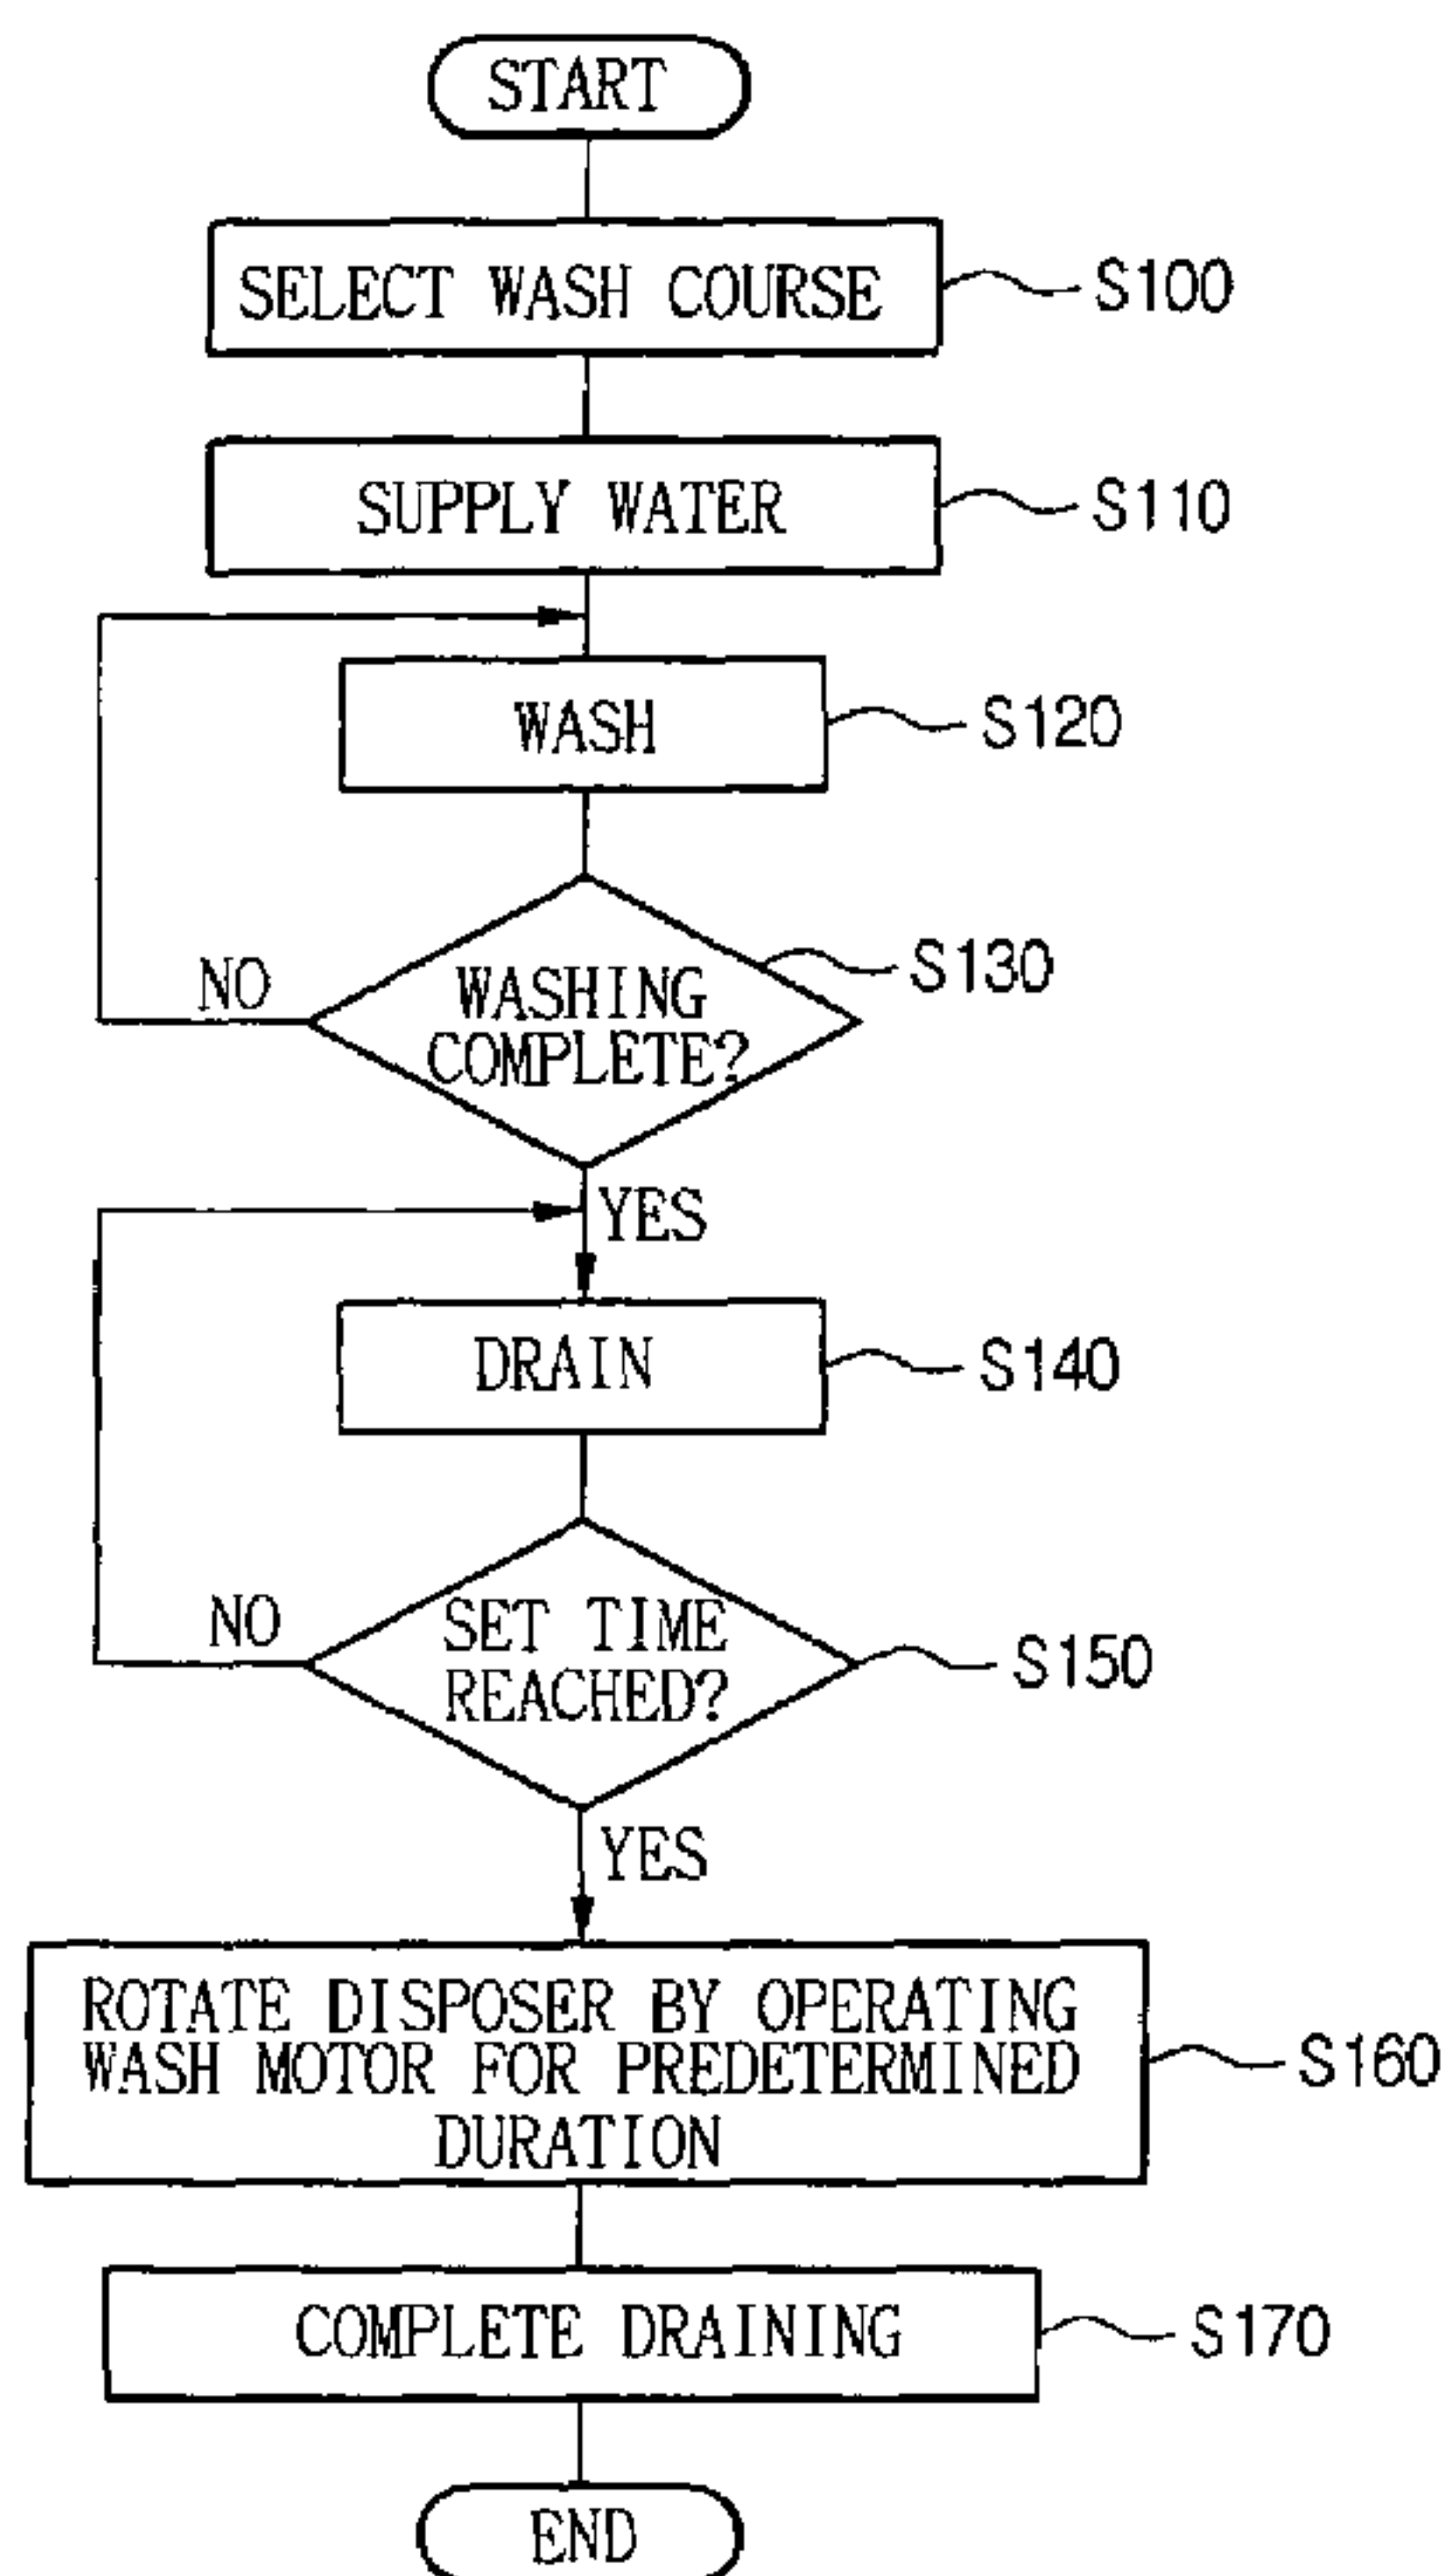 START
SELECT WASH COURSE
S100
SUPPLY WATER
S110
WASH
S120
NO
WASHING
COMPLETE?
S130
YES
DRAIN
S140
NO
SET TIME
REACHED?
S150
YES
ROTATE DISPOSER BY OPERATING
WASH MOTOR FOR PREDETERMINED
DURATION
S160
COMPLETE DRAINING
S170
END